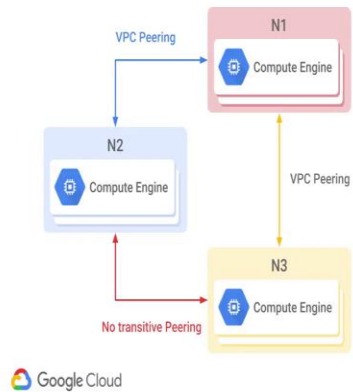 N1
VPC Peering
Compute Engine
N2
Compute Engine
VPC Peering
N3
Compute Engine
No transitive Peering
Google Cloud